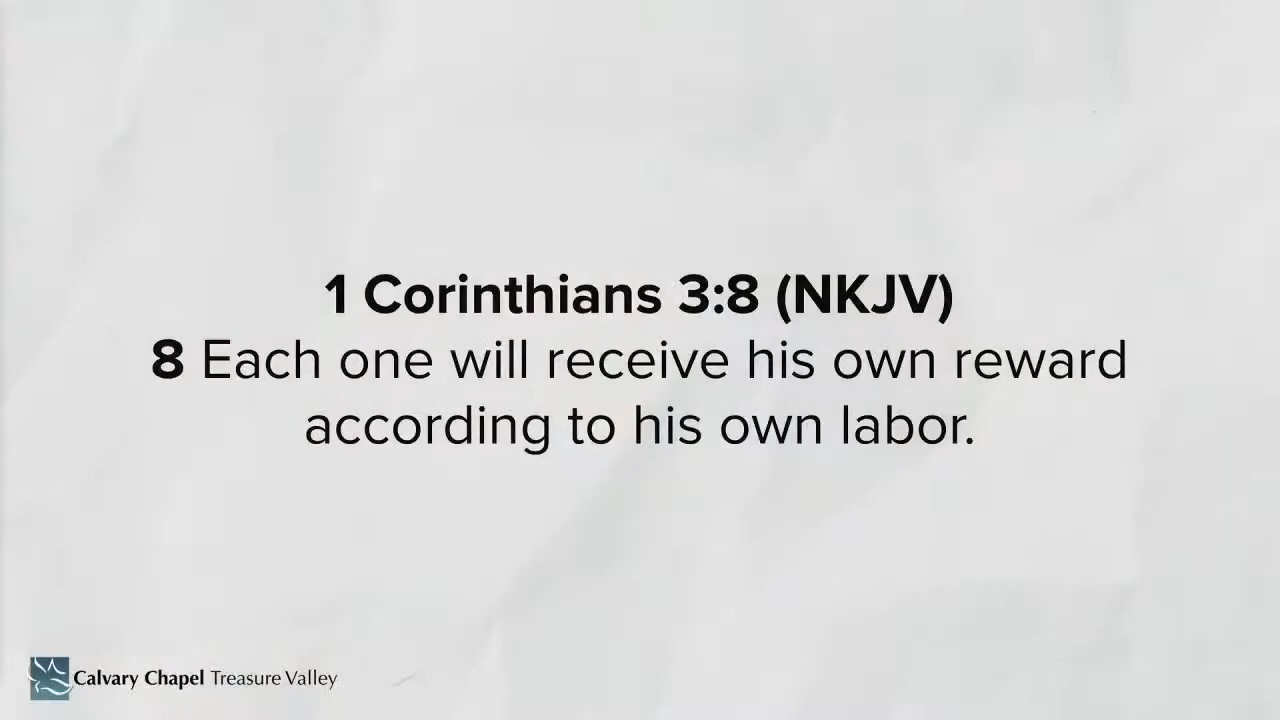 1 Corinthians 3:8 (NKJV)
8 Each one will receive his own reward
according to his own labor.
Calvary Chapel Treasure Valley